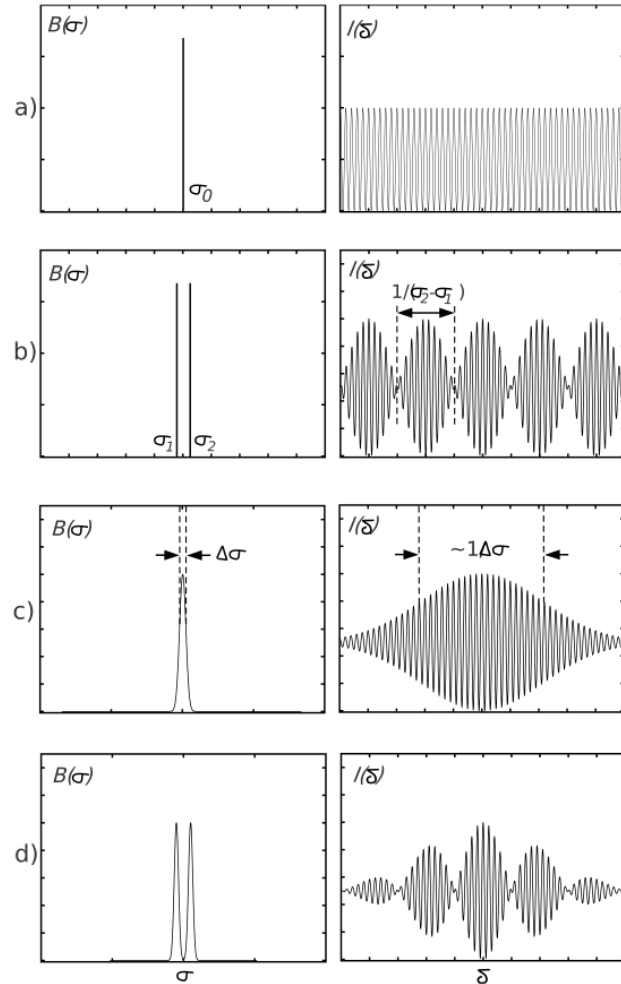 B(σ)
I(δ)
a)
σ0
B(σ)
I(δ)
1/(σ2-σ1)
b)
σ1 σ2
B(σ)
I(δ)
Δσ
~1Δσ
c)
B(σ)
I(δ)
d)
σ
δ